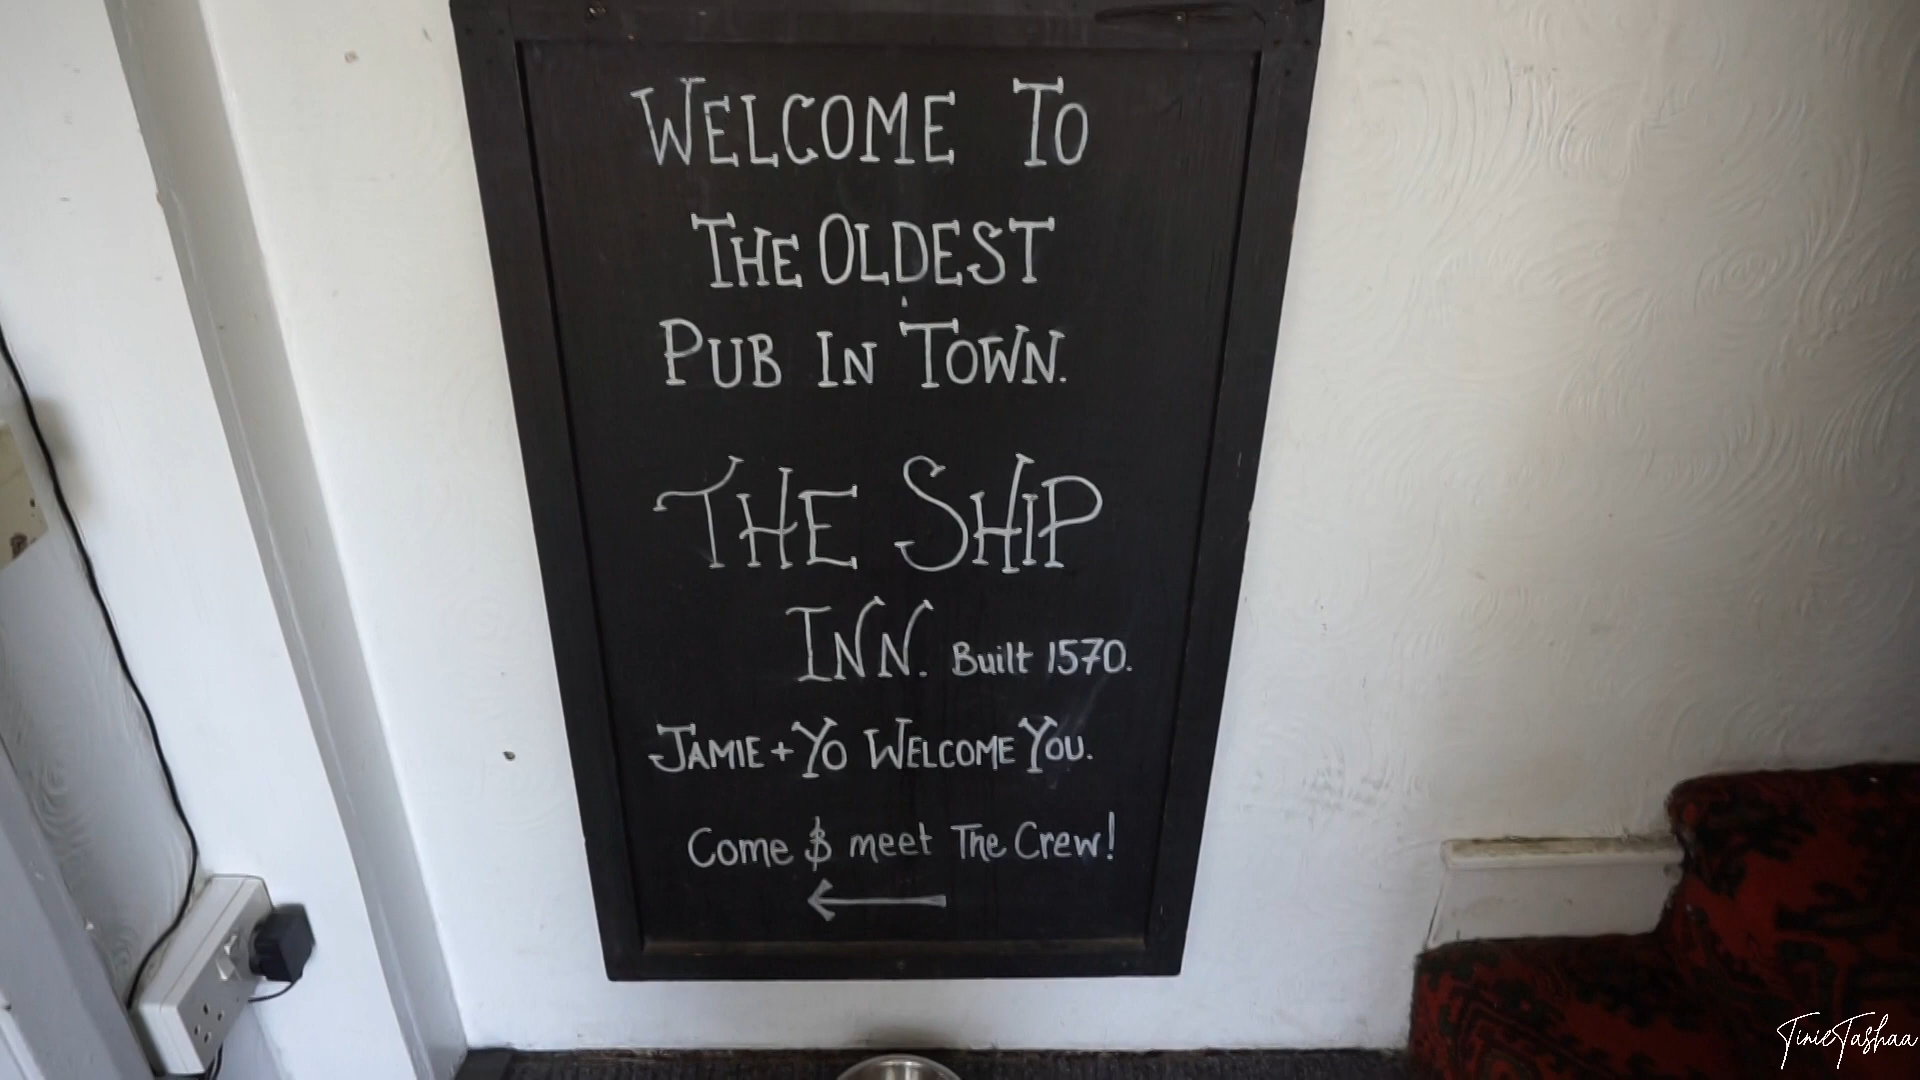 WELCOME TO
THE OLDEST
PUB IN TOWN.
THE SHIP
INN. Built 1570.
JAMIE + YO WELCOME YOU.
Come & meet The Crew!
TinieTashaa